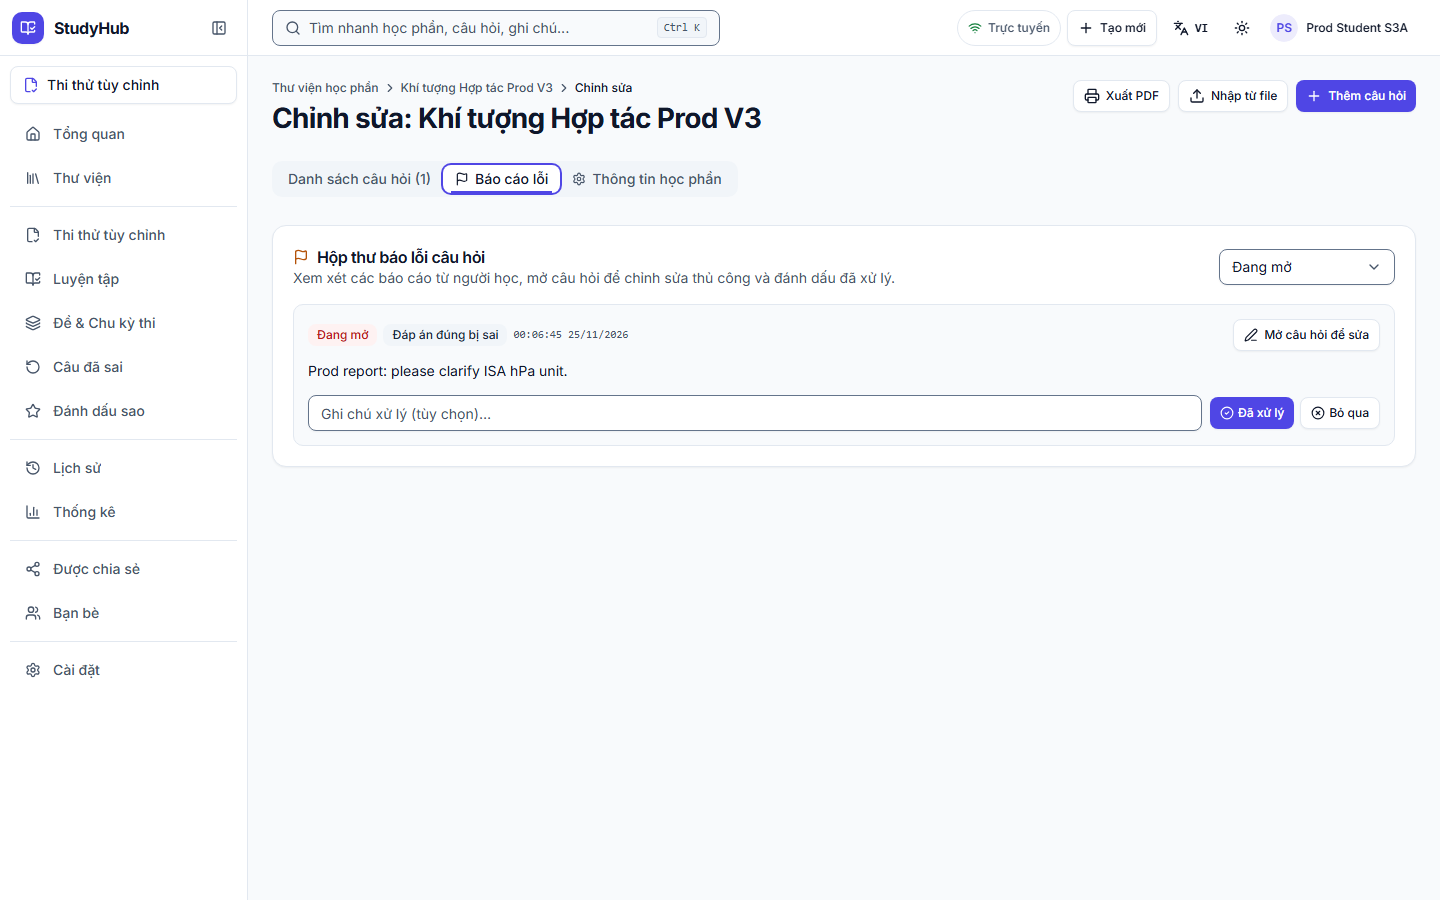 StudyHub
Tìm nhanh học phần, câu hỏi, ghi chú...
Ctrl K
Trực tuyến
Tạo mới
VI
PS
Prod Student S3A
Thi thử tùy chỉnh
Tổng quan
Thư viện
Thi thử tùy chỉnh
Luyện tập
Đề & Chu kỳ thi
Câu đã sai
Đánh dấu sao
Lịch sử
Thống kê
Được chia sẻ
Bạn bè
Cài đặt
Thư viện học phần > Khí tượng Hợp tác Prod V3 > Chỉnh sửa
Chỉnh sửa: Khí tượng Hợp tác Prod V3
Xuất PDF
Nhập từ file
Thêm câu hỏi
Danh sách câu hỏi (1)
Báo cáo lỗi
Thông tin học phần
Hộp thư báo lỗi câu hỏi
Xem xét các báo cáo từ người học, mở câu hỏi để chỉnh sửa thủ công và đánh dấu đã xử lý.
Đang mở
Đang mở
Đáp án đúng bị sai
00:06:45 25/11/2026
Mở câu hỏi để sửa
Prod report: please clarify ISA hPa unit.
Ghi chú xử lý (tùy chọn)...
Đã xử lý
Bỏ qua